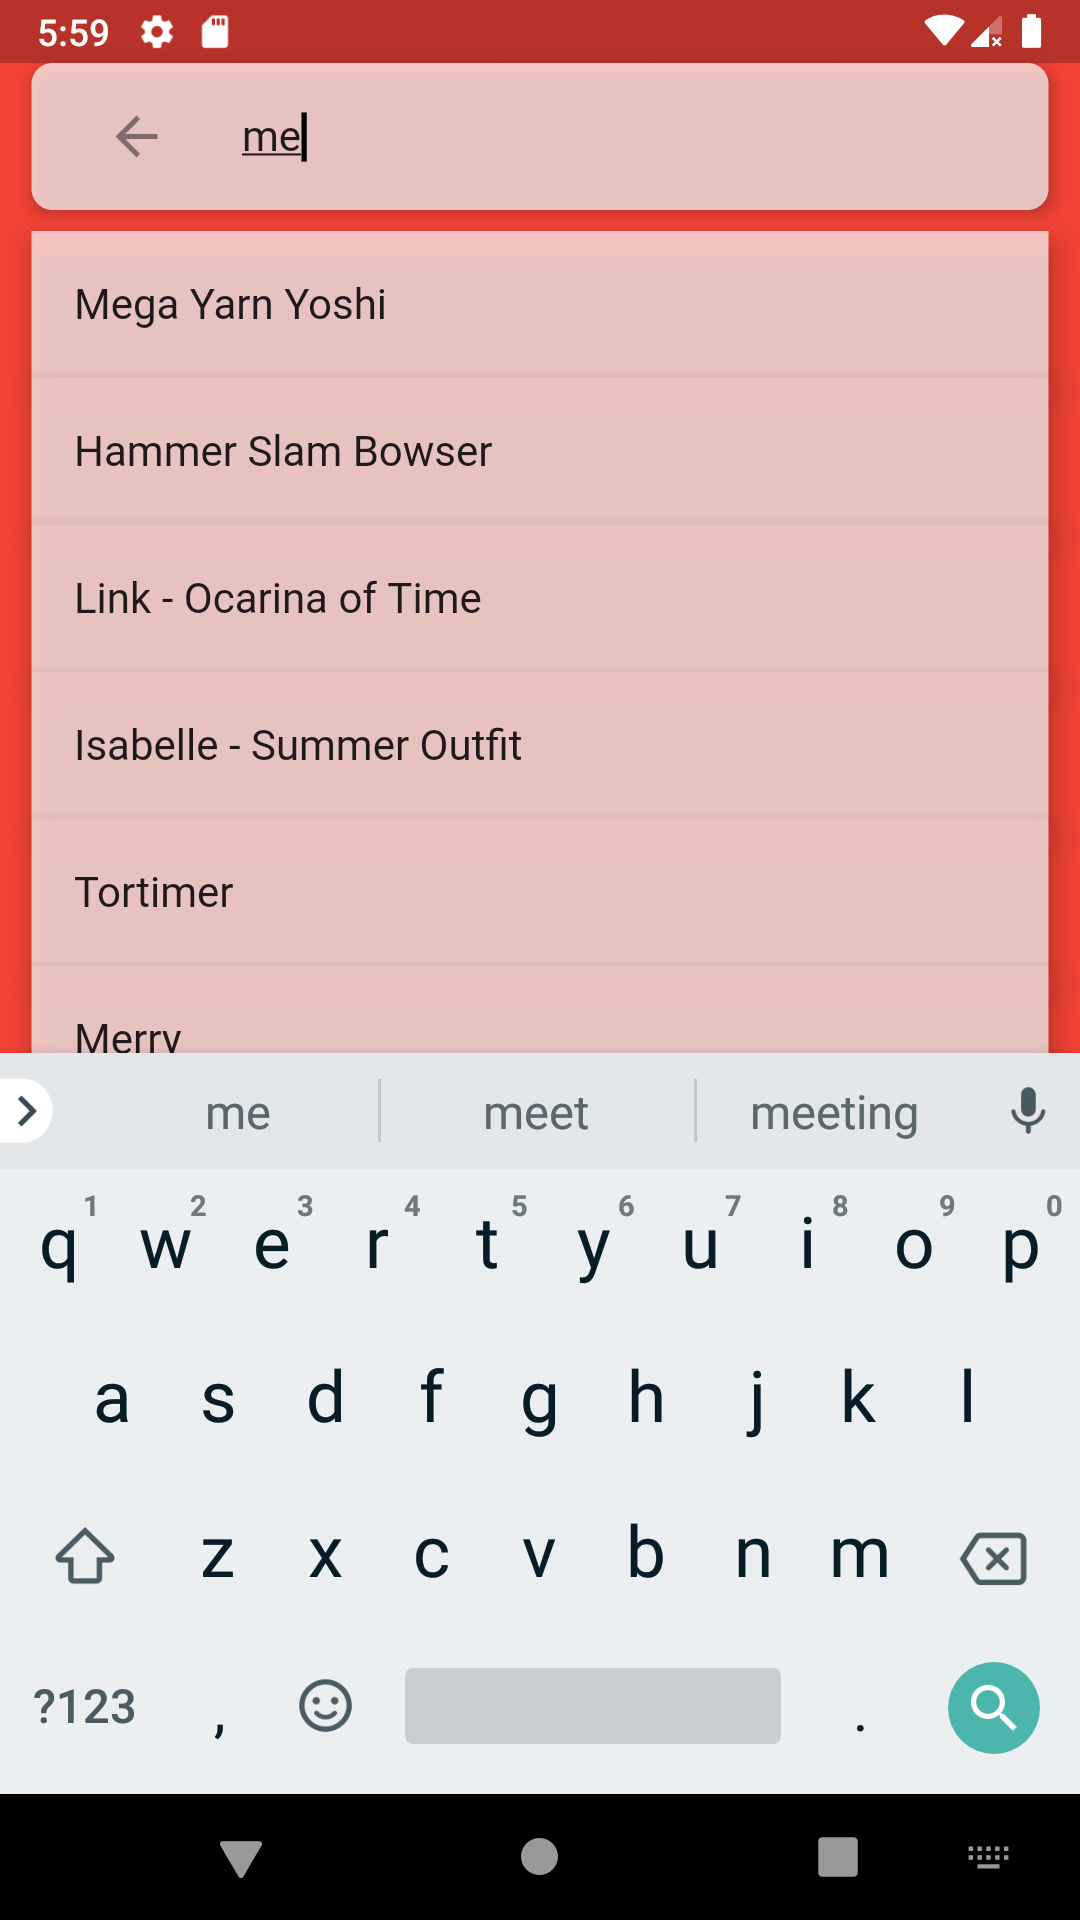 5:59
me
Mega Yarn Yoshi
Hammer Slam Bowser
Link - Ocarina of Time
Isabelle - Summer Outfit
Tortimer
Merry
me meet meeting
1 2 3 4 5 6 7 8 9 0
q w e r t y u i o p
a s d f g h j k l
z x c v b n m
?123 , .